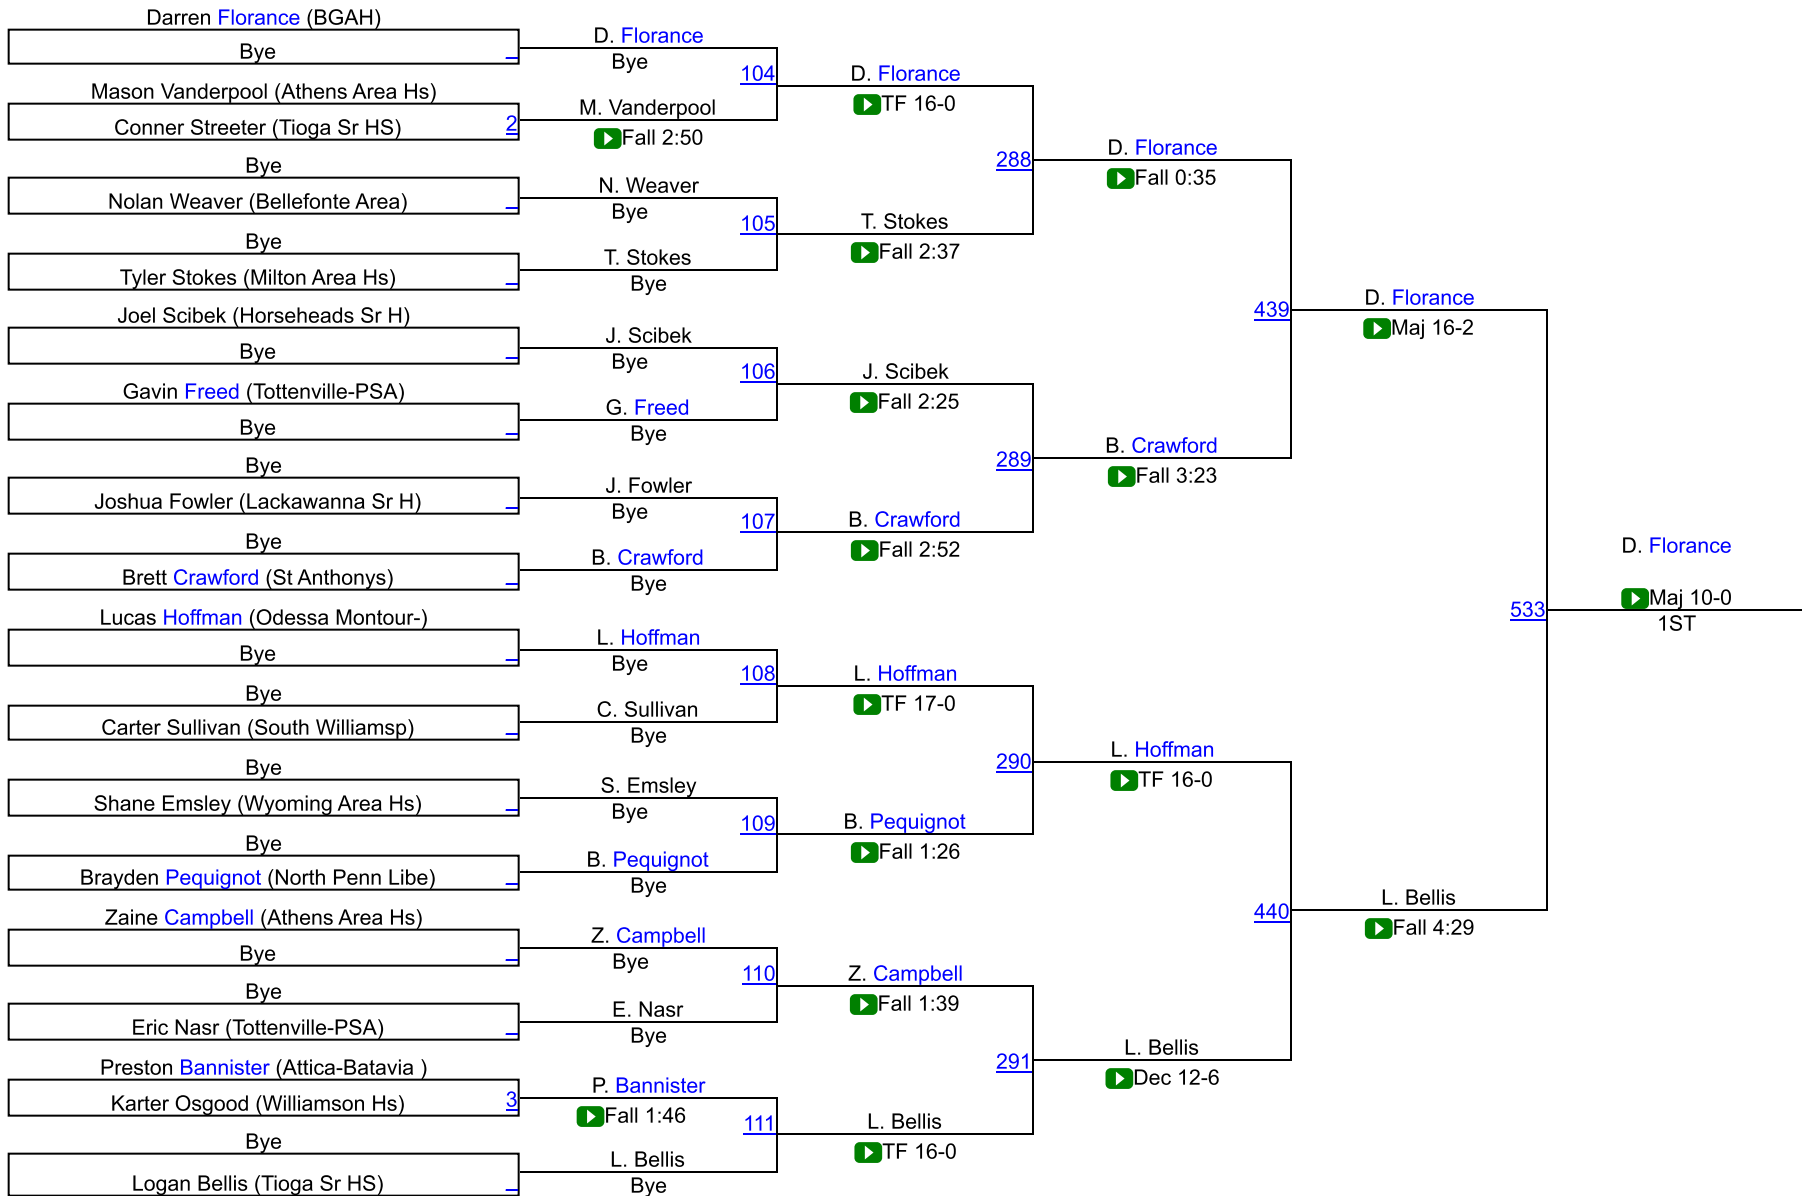 Darren Florance (BGAH)
Bye
Mason Vanderpool (Athens Area Hs)
Conner Streeter (Tioga Sr HS) 2
Bye
Nolan Weaver (Bellefonte Area)
Bye
Tyler Stokes (Milton Area Hs)
Joel Scibek (Horseheads Sr H)
Bye
Gavin Freed (Tottenville-PSA)
Bye
Bye
Joshua Fowler (Lackawanna Sr H)
Bye
Brett Crawford (St Anthonys)
Lucas Hoffman (Odessa Montour-)
Bye
Bye
Carter Sullivan (South Williamsp)
Bye
Shane Emsley (Wyoming Area Hs)
Bye
Brayden Pequignot (North Penn Libe)
Zaine Campbell (Athens Area Hs)
Bye
Bye
Eric Nasr (Tottenville-PSA)
Preston Bannister (Attica-Batavia )
Karter Osgood (Williamson Hs) 3
Bye
Logan Bellis (Tioga Sr HS)
D. Florance
Bye
104
M. Vanderpool
Fall 2:50
N. Weaver
Bye
105
T. Stokes
Bye
J. Scibek
Bye
106
G. Freed
Bye
J. Fowler
Bye
107
B. Crawford
Bye
L. Hoffman
Bye
108
C. Sullivan
Bye
S. Emsley
Bye
109
B. Pequignot
Bye
Z. Campbell
Bye
110
E. Nasr
Bye
P. Bannister
Fall 1:46
111
L. Bellis
Bye
D. Florance
TF 16-0
288
T. Stokes
Fall 2:37
J. Scibek
Fall 2:25
289
B. Crawford
Fall 2:52
L. Hoffman
TF 17-0
290
B. Pequignot
Fall 1:26
Z. Campbell
Fall 1:39
291
L. Bellis
TF 16-0
D. Florance
Fall 0:35
439
B. Crawford
Fall 3:23
L. Hoffman
TF 16-0
440
L. Bellis
Dec 12-6
D. Florance
Maj 16-2
533
L. Bellis
Fall 4:29
D. Florance
Maj 10-0
1ST